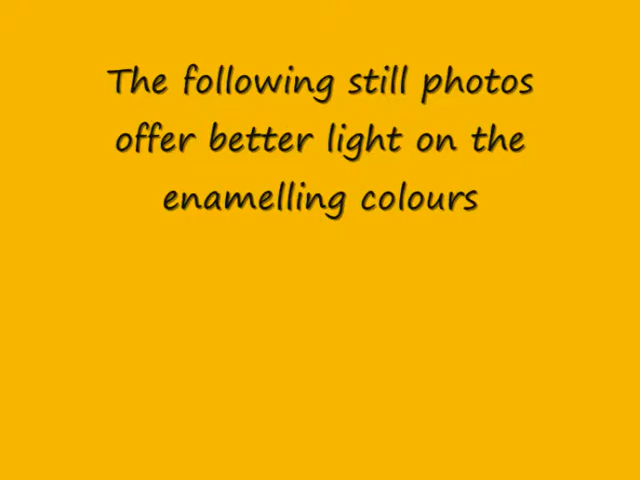 The following still photos
offer better light on the
enamelling colours